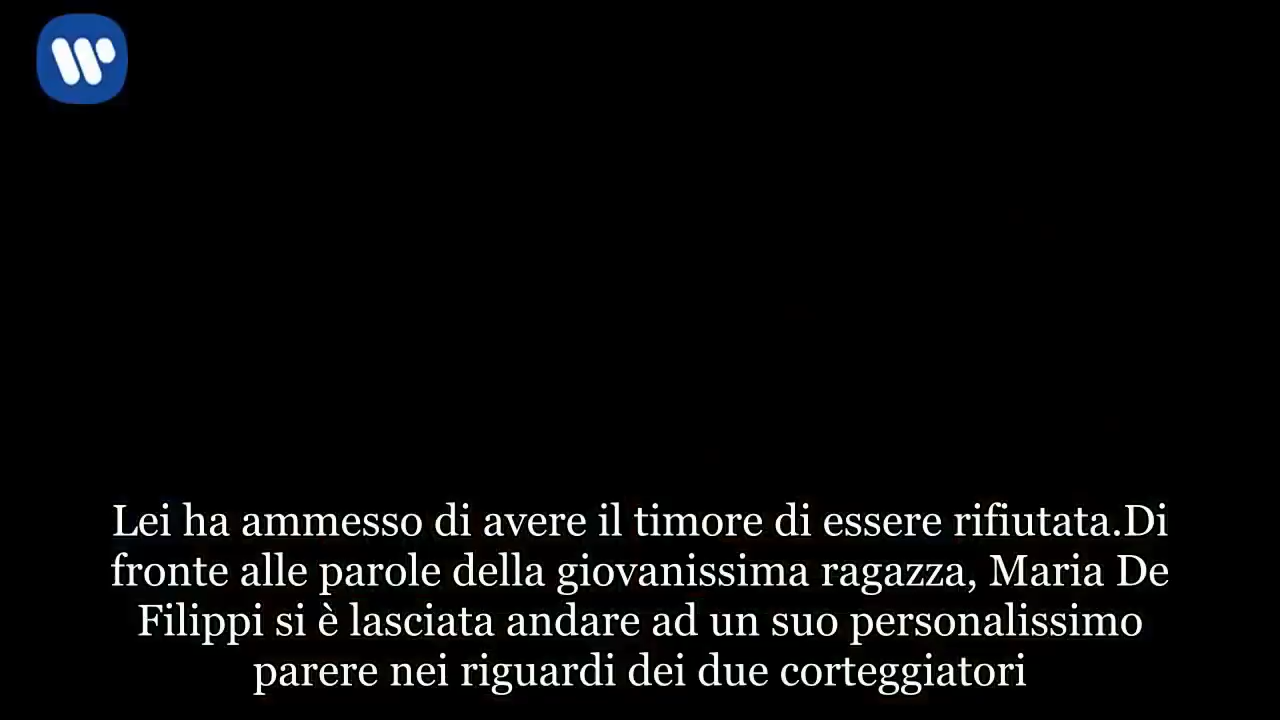 Lei ha ammesso di avere il timore di essere rifiutata.Di
fronte alle parole della giovanissima ragazza, Maria De
Filippi si è lasciata andare ad un suo personalissimo
parere nei riguardi dei due corteggiatori